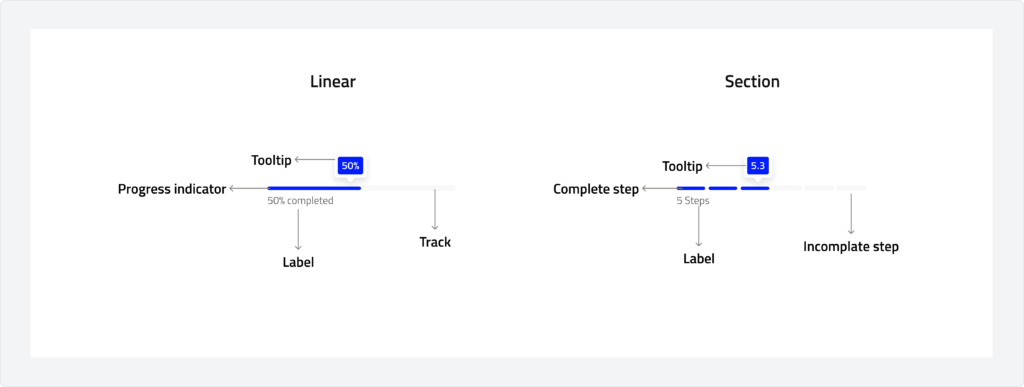 Linear
Tooltip
50%
Progress indicator
50% completed
Track
Label
Section
Tooltip
5.3
Complete step
5 Steps
Incomplate step
Label